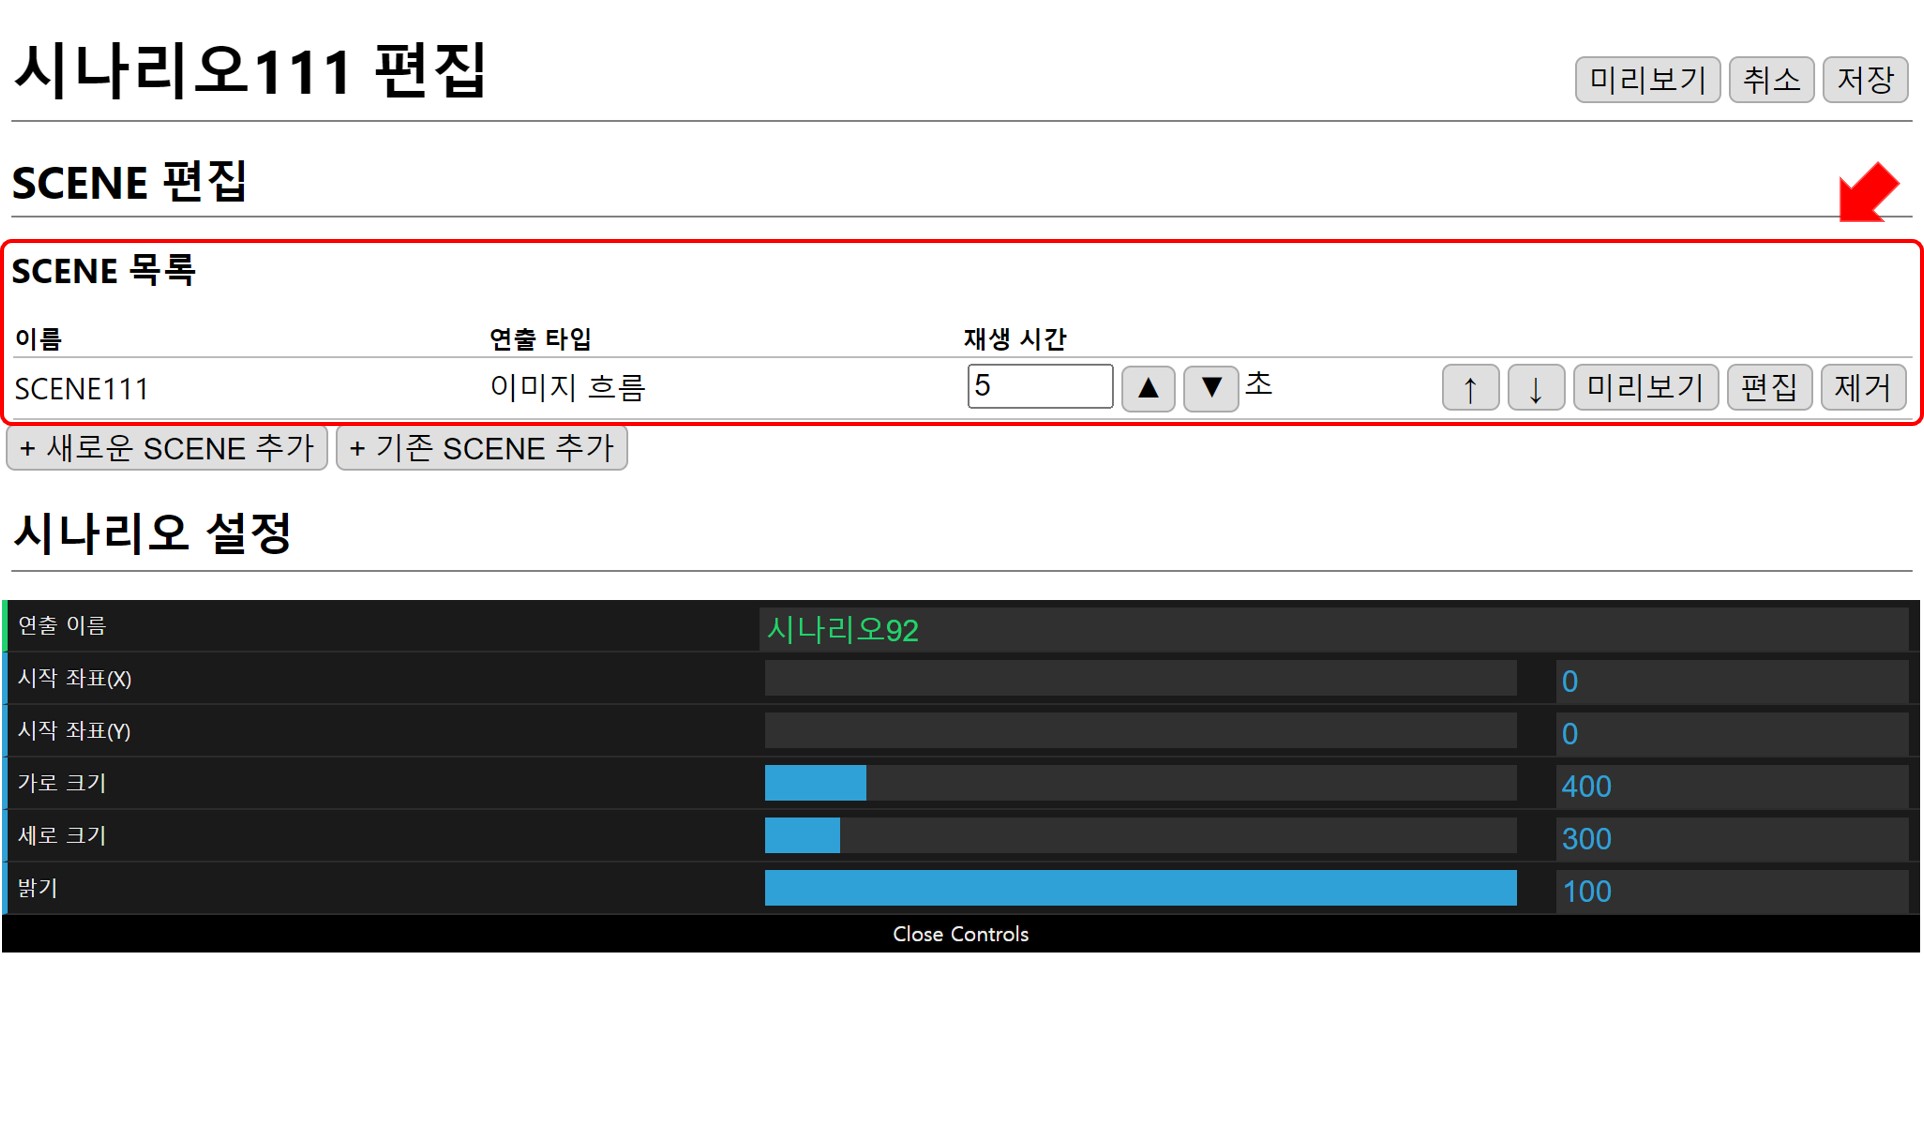 시나리오111 편집
미리보기 취소 저장
SCENE 편집
SCENE 목록
이름 연출 타입 재생 시간
SCENE111 이미지 흐름 5 ▲ ▼ 초 ↑ ↓ 미리보기 편집 제거
+ 새로운 SCENE 추가 + 기존 SCENE 추가
시나리오 설정
연출 이름 시나리오92
시작 좌표(X) 0
시작 좌표(Y) 0
가로 크기 400
세로 크기 300
밝기 100
Close Controls